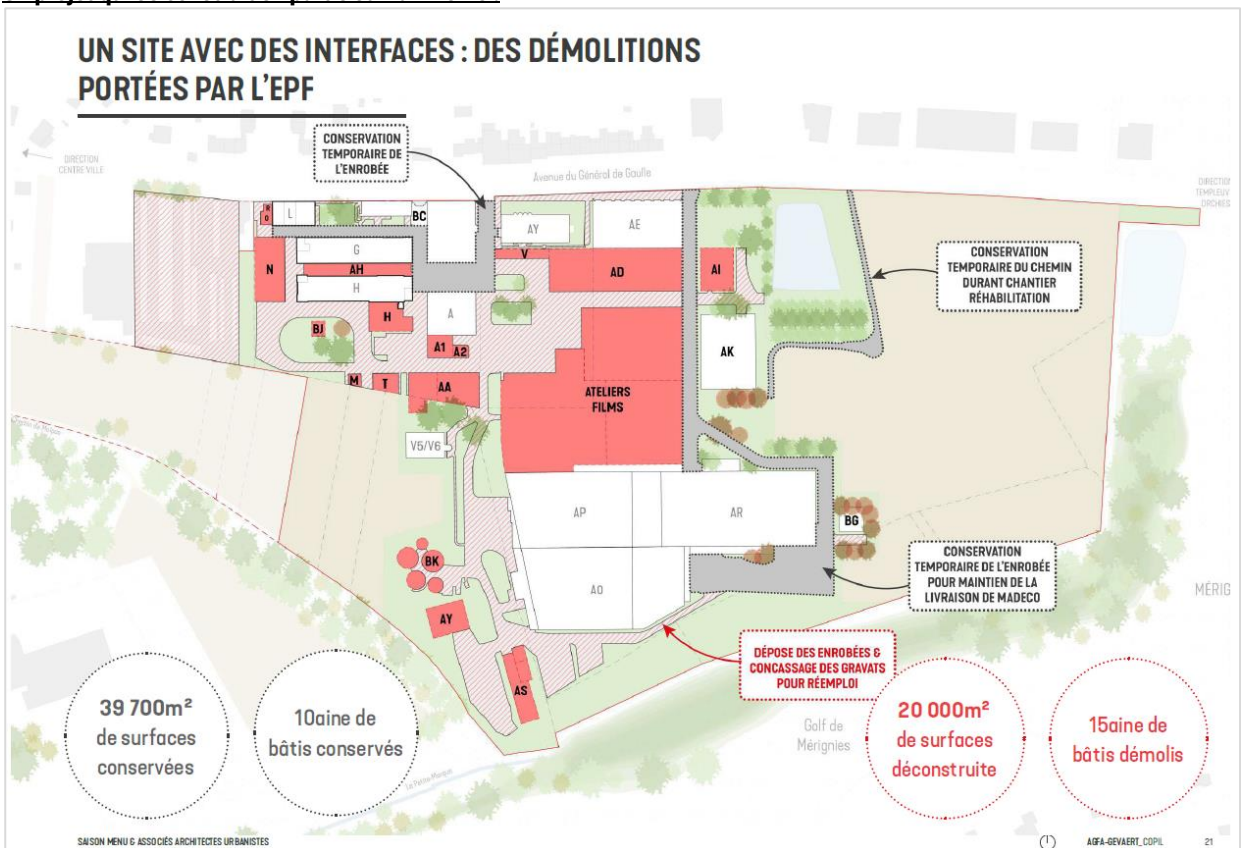 UN SITE AVEC DES INTERFACES : DES DÉMOLITIONS
PORTÉES PAR L'EPF
CONSERVATION
TEMPORAIRE DE
L'ENROBÉE
DIRECTION
CENTRE VILLE
Avenue du Général de Gaulle
DIRECTION
ORCHIES
R
O
L
BC
AY
AE
G
N
AH
H
V
AD
AI
CONSERVATION
TEMPORAIRE DU CHEMIN
DURANT CHANTIER
RÉHABILITATION
BJ
H
A
A1
A2
AK
M
T
AA
ATELIERS
FILMS
V5/V6
AP
AR
BG
BK
AO
CONSERVATION
TEMPORAIRE DE L'ENROBÉE
POUR MAINTIEN DE LA
LIVRAISON DE MADECO
MÉRIG
AY
AS
DÉPOSE DES ENROBÉES &
CONCASSAGE DES GRAVATS
POUR RÉEMPLOI
Golf de
Mérignies
La Petite Marque
39 700m²
de surfaces
conservées
10aine de
bâtis conservés
20 000m²
de surfaces
déconstruite
15aine de
bâtis démolis
SAISON MENU & ASSOCIÉS ARCHITECTES URBANISTES
AGFA-GEVAERT_COPIL
21